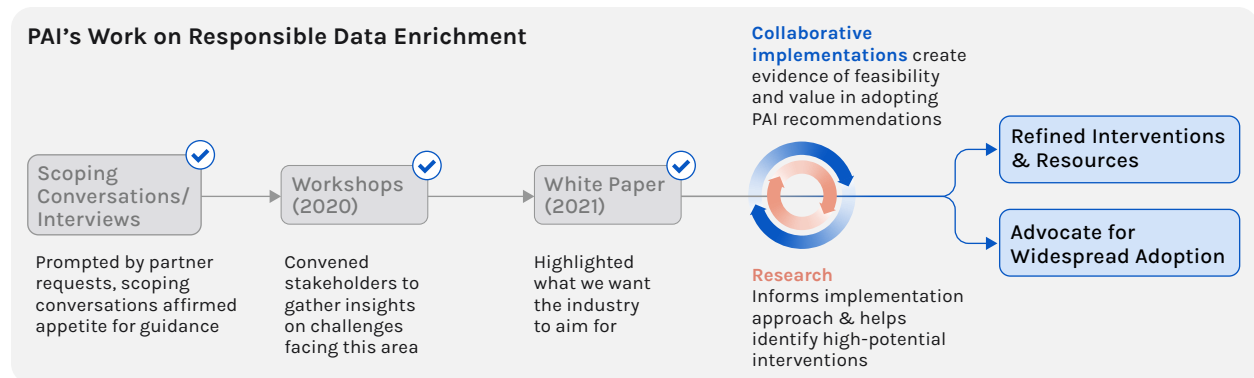 PAI's Work on Responsible Data Enrichment
Scoping
Conversations/
Interviews
Prompted by partner
requests, scoping
conversations affirmed
appetite for guidance
Workshops
(2020)
Convened
stakeholders to
gather insights
on challenges
facing this area
White Paper
(2021)
Highlighted
what we want
the industry
to aim for
Collaborative
implementations create
evidence of feasibility
and value in adopting
PAI recommendations
Research
Informs implementation
approach & helps
identify high-potential
interventions
Refined Interventions
& Resources
Advocate for
Widespread Adoption